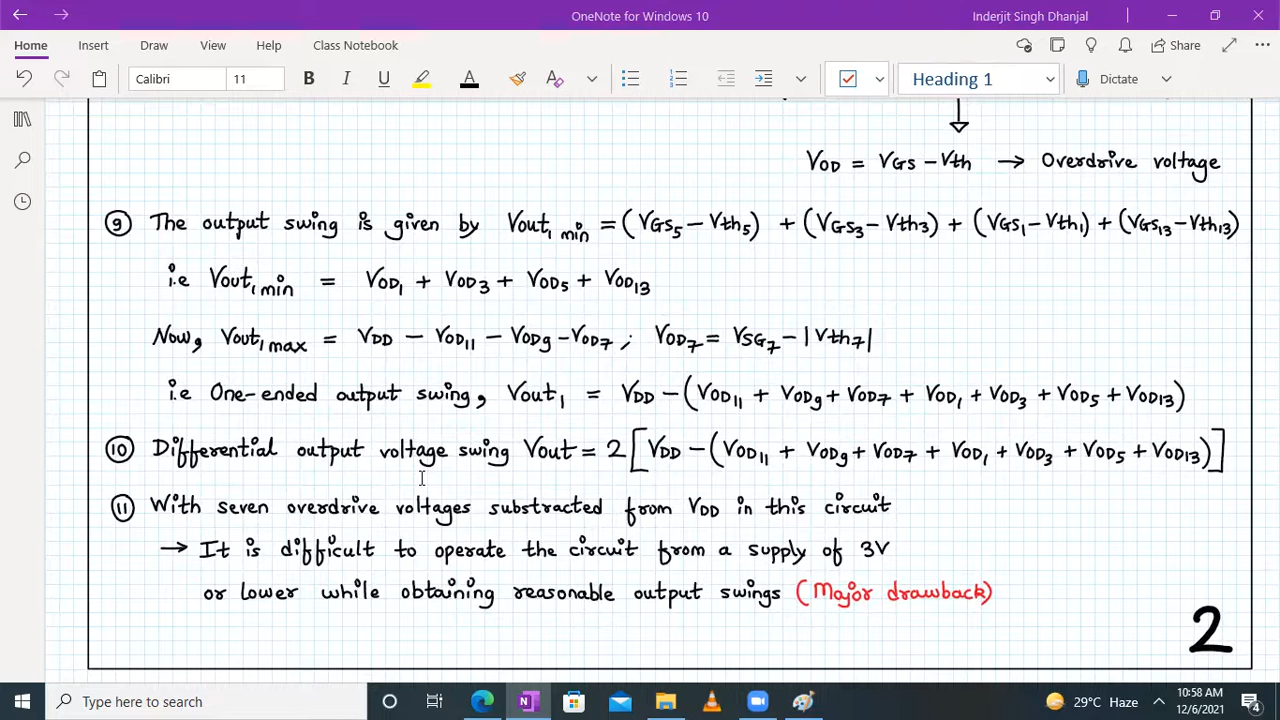 OneNote for Windows 10
Inderjit Singh Dhanjal
Home Insert Draw View Help Class Notebook
Share
Calibri 11 B I U A Heading 1 Dictate
VOD = VGS - Vth → Overdrive voltage
⑨ The output swing is given by Vout1,min = (VGS5 - Vth5) + (VGS3 - Vth3) + (VGS1 - Vth1) + (VGS13 - Vth13)
i.e Vout1,min = VOD1 + VOD3 + VOD5 + VOD13
Now, Vout1,max = VDD - VOD11 - VOD9 - VOD7 ; VOD7 = VSG7 - |Vth7|
i.e One-ended output swing, Vout1 = VDD - (VOD11 + VOD9 + VOD7 + VOD1 + VOD3 + VOD5 + VOD13)
⑩ Differential output voltage swing Vout = 2[VDD - (VOD11 + VOD9 + VOD7 + VOD1 + VOD3 + VOD5 + VOD13)]
⑪ With seven overdrive voltages substracted from VDD in this circuit
→ It is difficult to operate the circuit from a supply of 3V
or lower while obtaining reasonable output swings (Major drawback)
2
Type here to search
29°C Haze
10:58 AM
12/6/2021
4